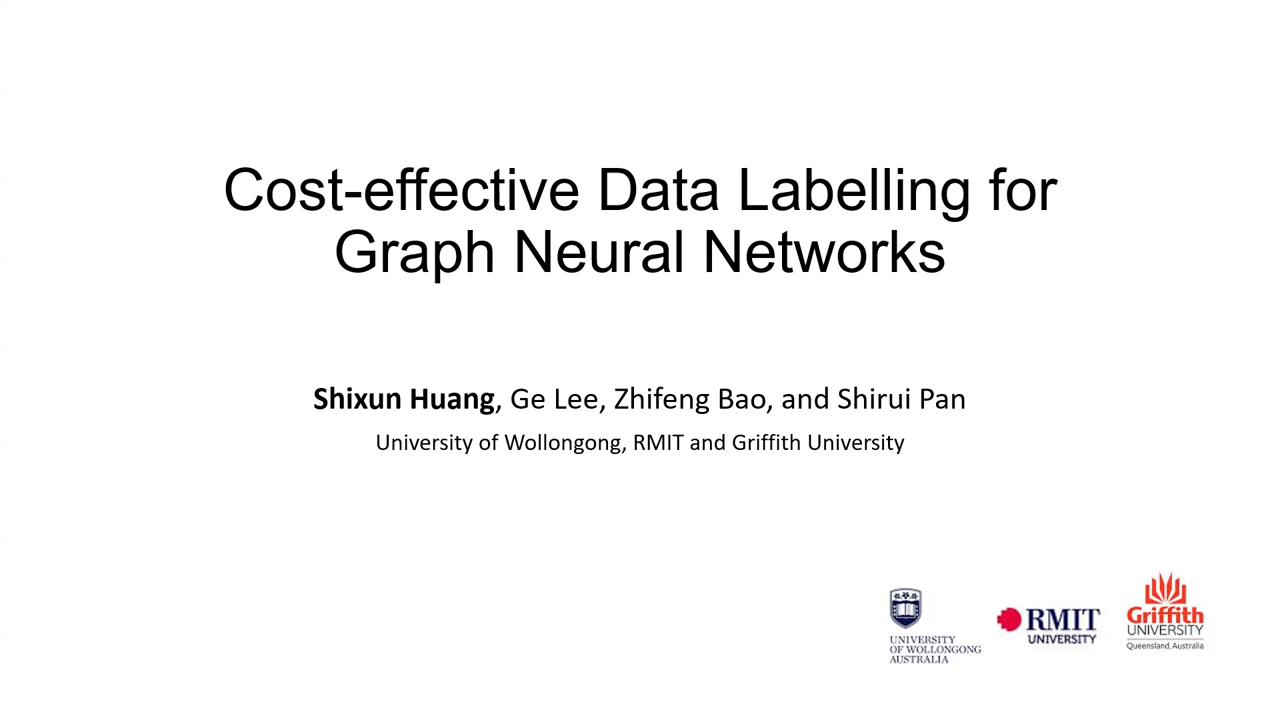 Cost-effective Data Labelling for
Graph Neural Networks
Shixun Huang, Ge Lee, Zhifeng Bao, and Shirui Pan
University of Wollongong, RMIT and Griffith University
UNIVERSITY
OF WOLLONGONG
AUSTRALIA
RMIT
UNIVERSITY
Griffith
UNIVERSITY
Queensland, Australia